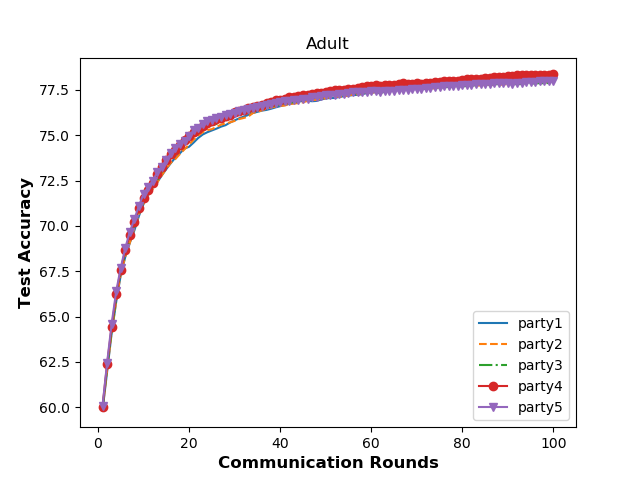 Adult
Test Accuracy
77.5
75.0
72.5
70.0
67.5
65.0
62.5
60.0
party1
party2
party3
party4
party5
0 20 40 60 80 100
Communication Rounds